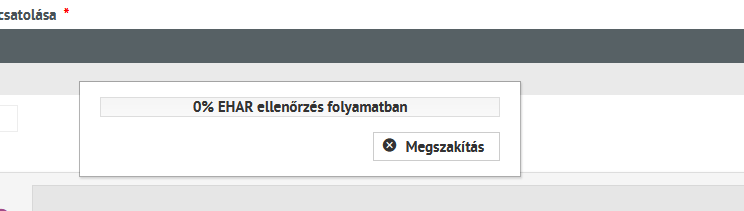 csatolása *
0% EHAR ellenőrzés folyamatban
Megszakítás